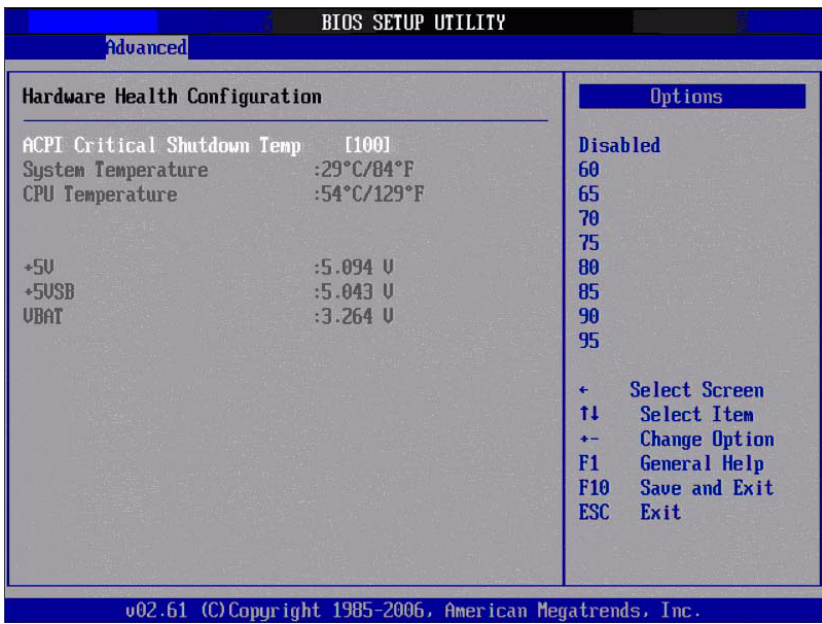 BIOS SETUP UTILITY
Advanced
Hardware Health Configuration
ACPI Critical Shutdown Temp [100]
System Temperature :29°C/84°F
CPU Temperature :54°C/129°F
+5V :5.094 V
+5VSB :5.043 V
VBAT :3.264 V
Options
Disabled
60
65
70
75
80
85
90
95
← Select Screen
↑↓ Select Item
+- Change Option
F1 General Help
F10 Save and Exit
ESC Exit
v02.61 (C)Copyright 1985-2006, American Megatrends, Inc.